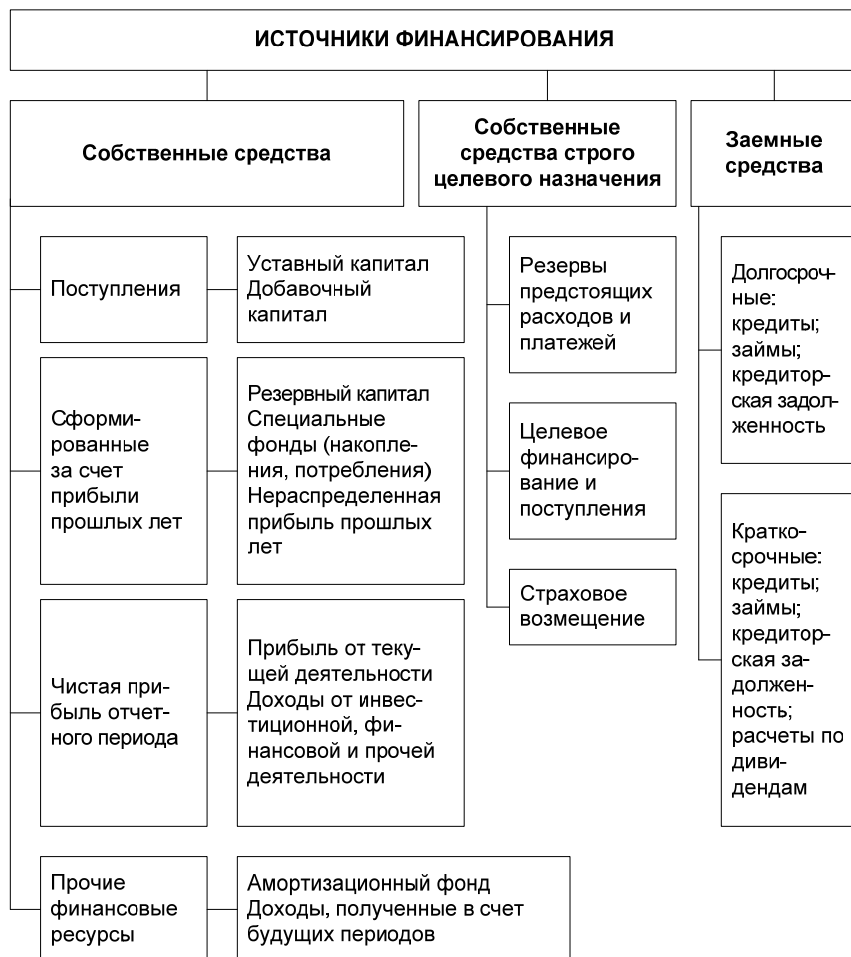 ИСТОЧНИКИ ФИНАНСИРОВАНИЯ
Собственные средства
Собственные
средства строго
целевого назначения
Заемные
средства
Поступления
Уставный капитал
Добавочный
капитал
Сформи-
рованные
за счет
прибыли
прошлых лет
Резервный капитал
Специальные
фонды (накопле-
ния, потребления)
Нераспределенная
прибыль прошлых
лет
Чистая при-
быль отчет-
ного периода
Прибыль от теку-
щей деятельности
Доходы от инвес-
тиционной, фи-
нансовой и прочей
деятельности
Прочие
финансовые
ресурсы
Амортизационный фонд
Доходы, полученные в счет
будущих периодов
Резервы
предстоящих
расходов и
платежей
Целевое
финансиро-
вание и
поступления
Страховое
возмещение
Долгосроч-
ные:
кредиты;
займы;
кредитор-
ская задол-
женность
Кратко-
срочные:
кредиты;
займы;
кредитор-
ская за-
должен-
ность;
расчеты по
диви-
дендам